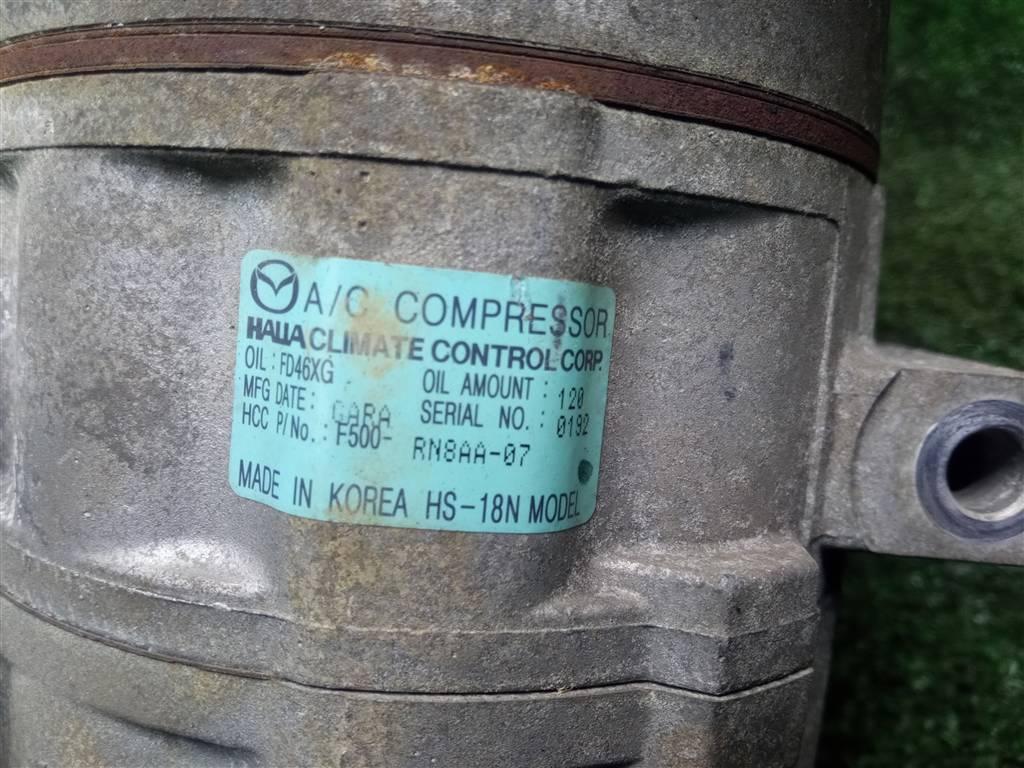 A/C COMPRESSOR
HALLA CLIMATE CONTROL CORP.
OIL : FD46XG OIL AMOUNT : 120
MFG DATE : GARA SERIAL NO. : 0192
HCC P/No. : F500- RN8AA-07
MADE IN KOREA HS-18N MODEL